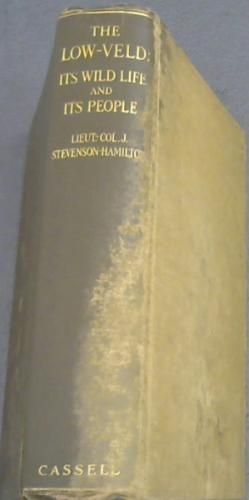 THE
LOW-VELD:
ITS WILD LIFE
AND
ITS PEOPLE
LIEUT.-COL. J.
STEVENSON-HAMILTON
CASSELL